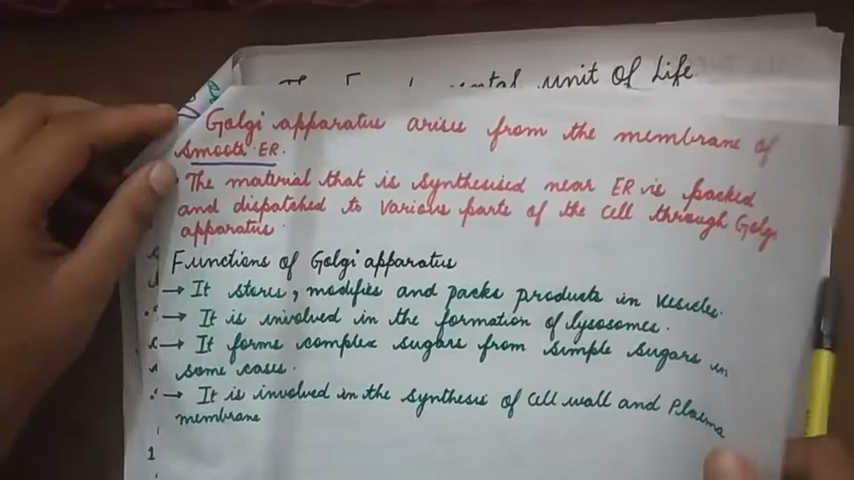 unit of Life
Golgi apparatus arises from the membrane of
Smooth ER.
The material that is synthesised near ER is packed
and dispatched to various parts of the cell through Golgi
apparatus.
Functions of Golgi apparatus
→ It stores, modifies and packs products in vesicles.
→ It is involved in the formation of lysosomes.
→ It forms complex sugars from simple sugars in
some cases.
→ It is involved in the synthesis of cell wall and Plasma
membrane